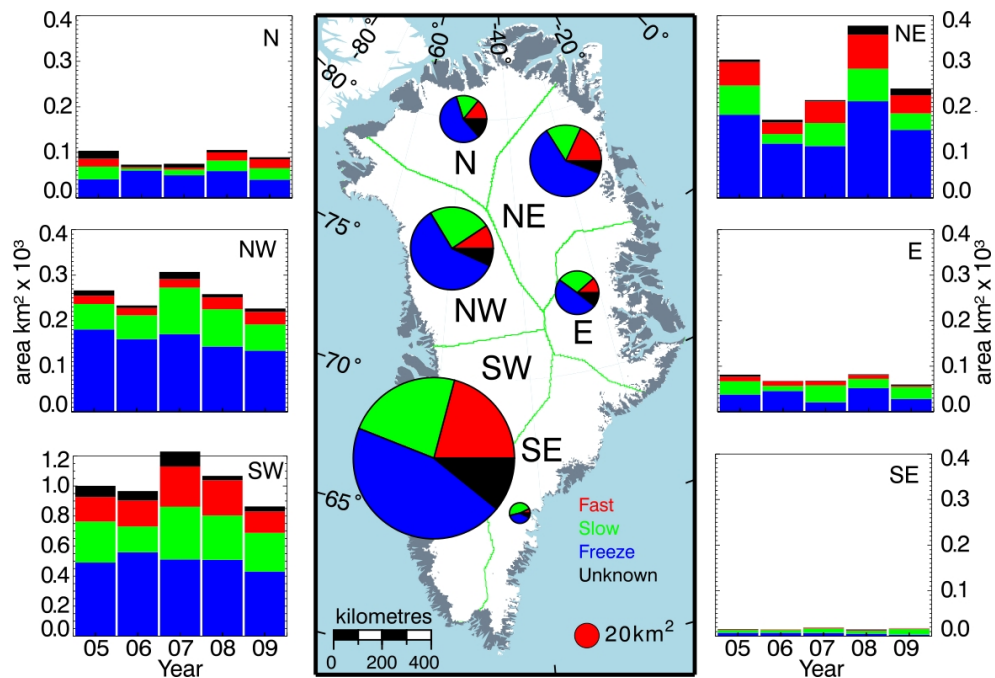 0.4
0.3
0.2
0.1
0.0
N
0.4
0.3
0.2
0.1
0.0
NW
area km² x 10³
1.2
1.0
0.8
0.6
0.4
0.2
0.0
SW
05 06 07 08 09
Year
-80°
-60°
-40°
-20°
0°
80°
75°
70°
65°
N
NE
NW
E
SW
SE
Fast
Slow
Freeze
Unknown
kilometres
0 200 400
20km²
NE
0.4
0.3
0.2
0.1
0.0
E
0.4
0.3
0.2
0.1
0.0
area km² x 10³
SE
0.4
0.3
0.2
0.1
0.0
05 06 07 08 09
Year